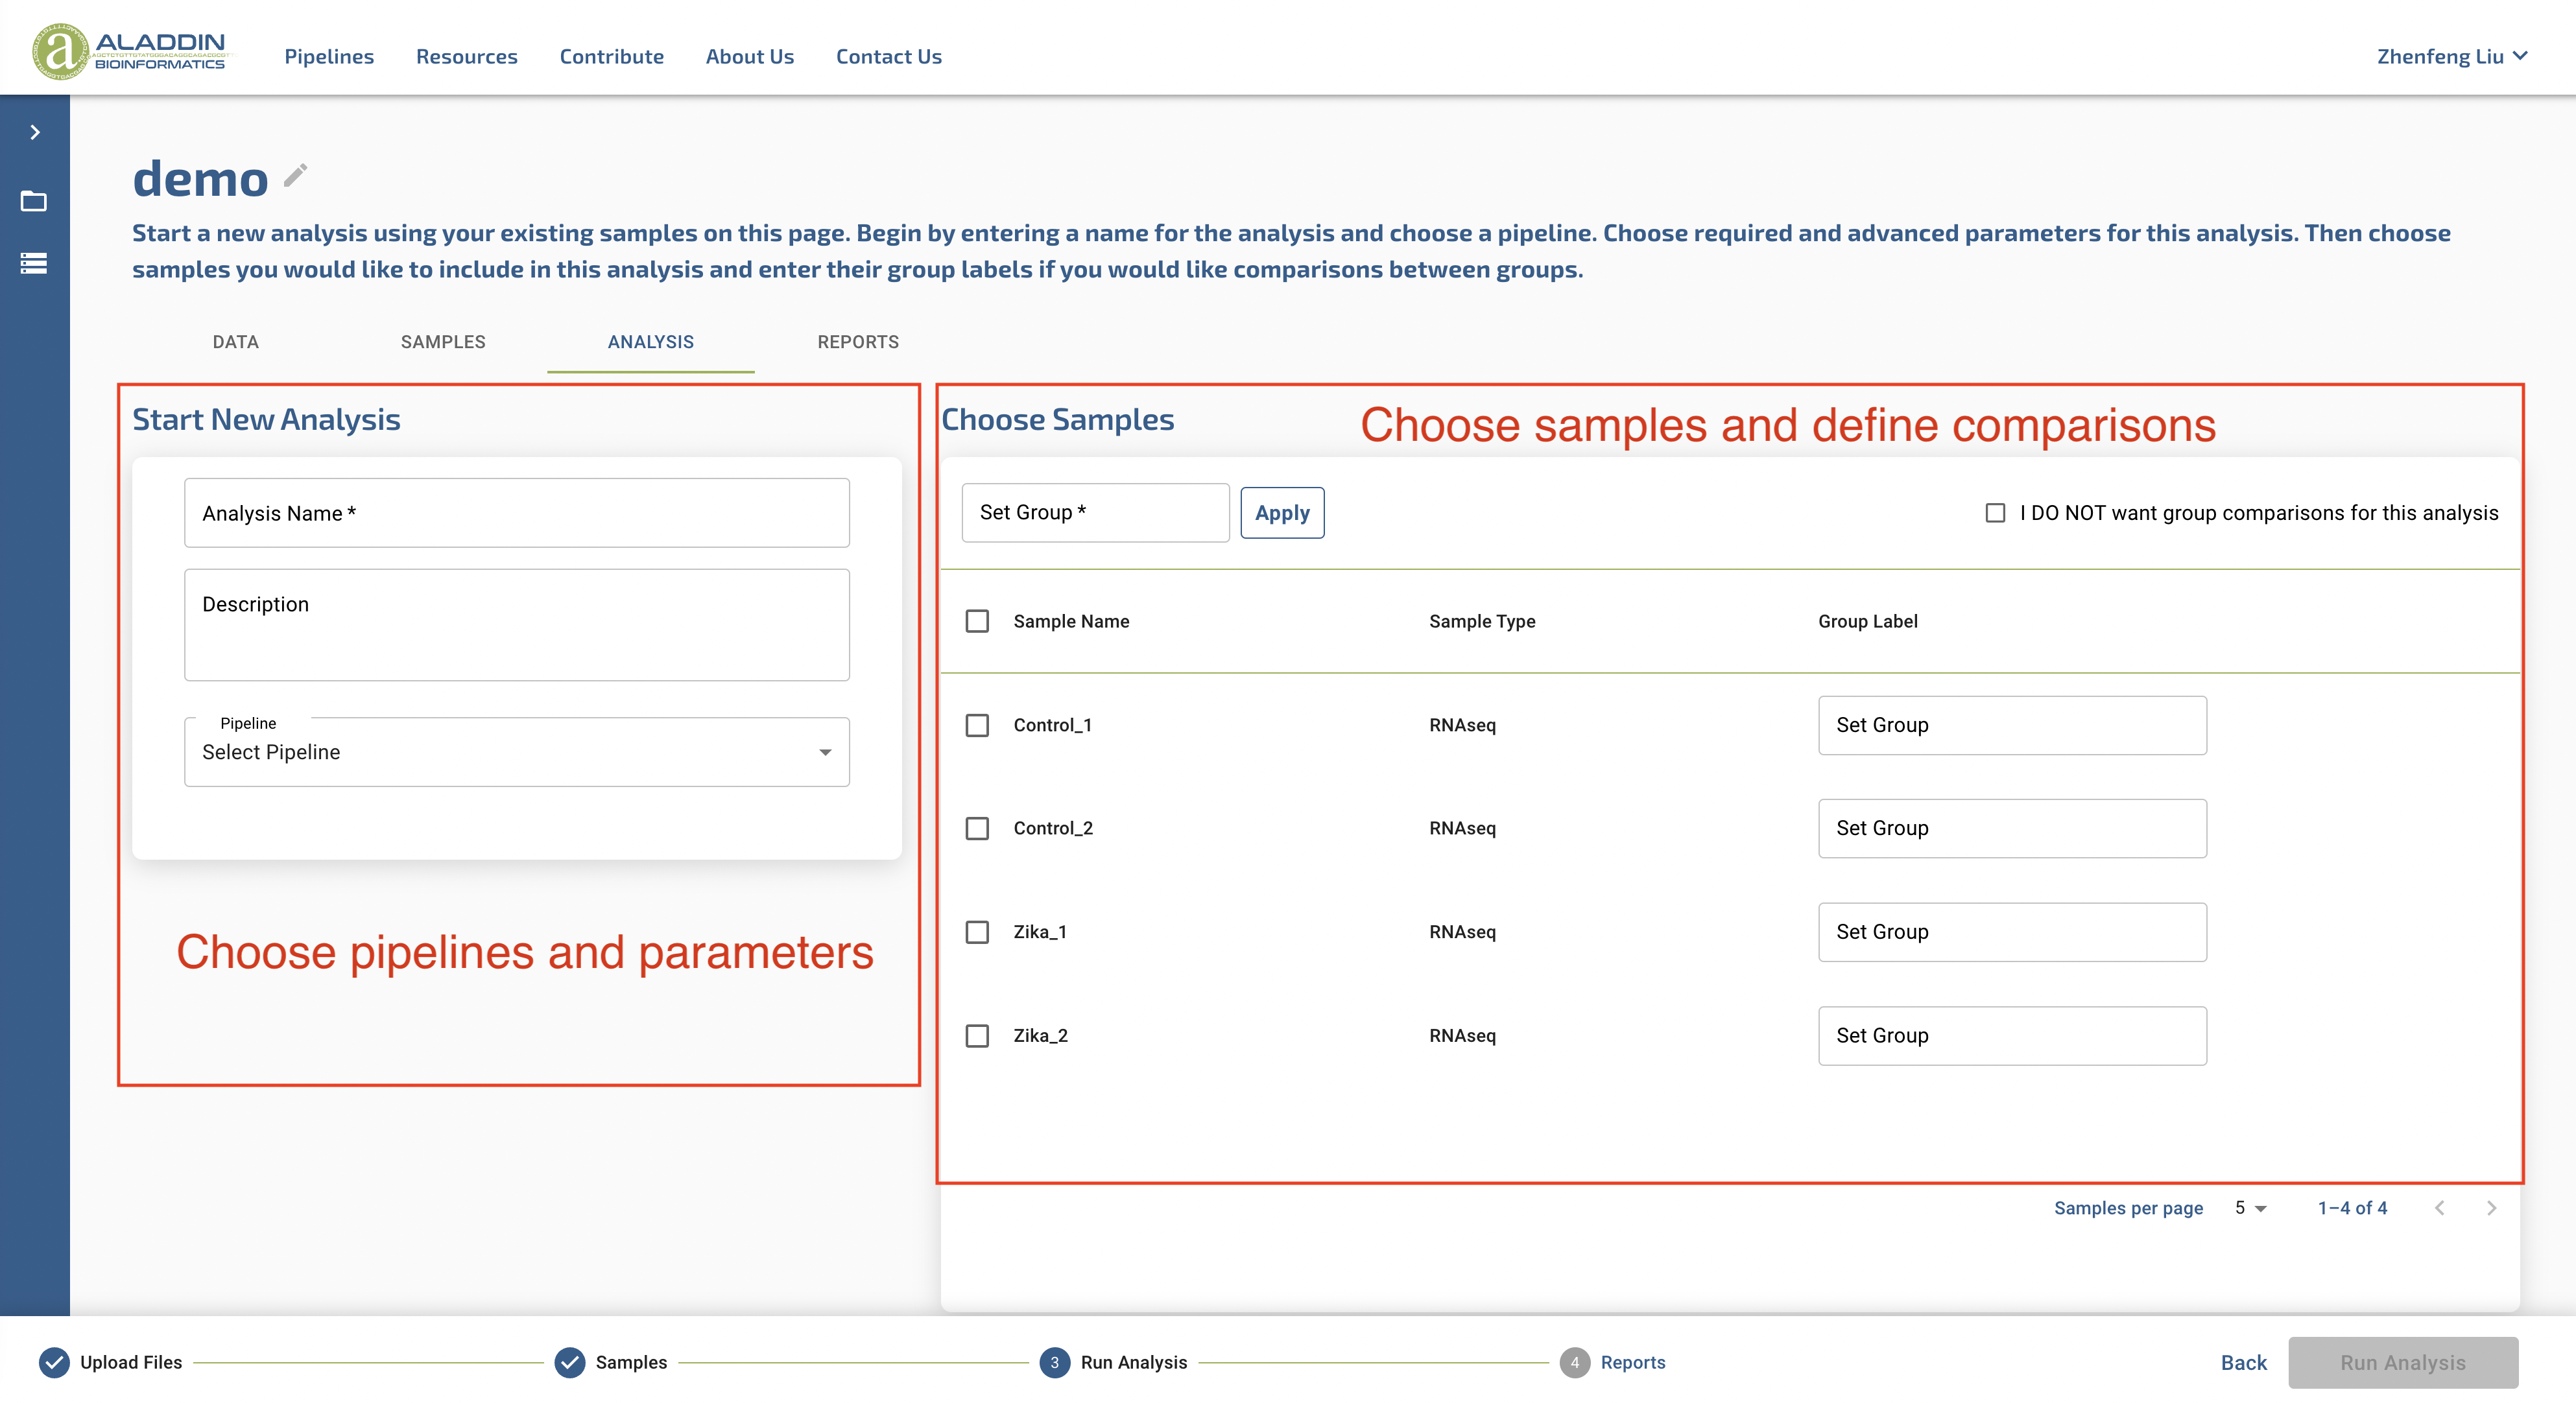 a ALADDIN
BIOINFORMATICS
Pipelines Resources Contribute About Us Contact Us Zhenfeng Liu
demo
Start a new analysis using your existing samples on this page. Begin by entering a name for the analysis and choose a pipeline. Choose required and advanced parameters for this analysis. Then choose
samples you would like to include in this analysis and enter their group labels if you would like comparisons between groups.
DATA SAMPLES ANALYSIS REPORTS
Start New Analysis
Analysis Name *
Description
Pipeline
Select Pipeline
Choose pipelines and parameters
Choose Samples
Choose samples and define comparisons
Set Group * Apply I DO NOT want group comparisons for this analysis
Sample Name Sample Type Group Label
Control_1 RNAseq Set Group
Control_2 RNAseq Set Group
Zika_1 RNAseq Set Group
Zika_2 RNAseq Set Group
Samples per page 5 1–4 of 4
Upload Files Samples 3 Run Analysis 4 Reports Back Run Analysis